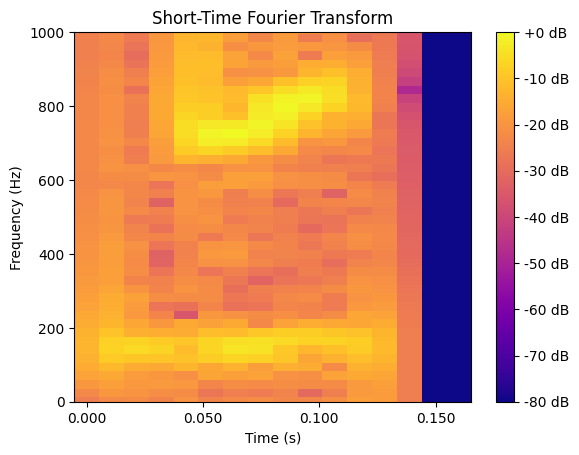 Short-Time Fourier Transform
Frequency (Hz)
1000
800
600
400
200
0
0.000
0.050
0.100
0.150
Time (s)
+0 dB
-10 dB
-20 dB
-30 dB
-40 dB
-50 dB
-60 dB
-70 dB
-80 dB